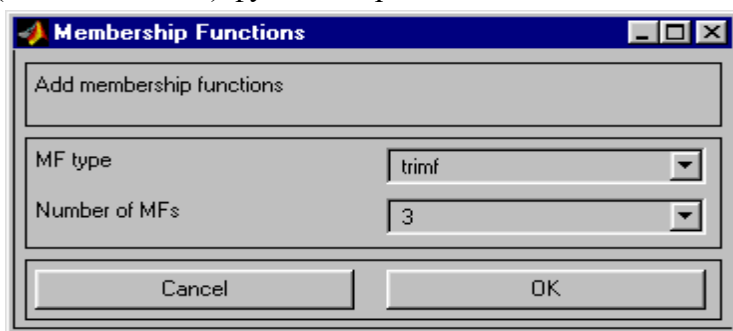 Membership Functions
Add membership functions
MF type trimf
Number of MFs 3
Cancel OK